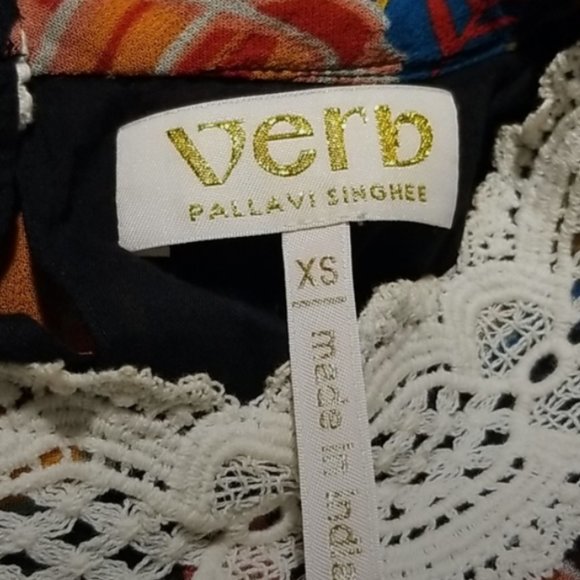 verb
PALLAVI SINGHEE
XS
made in India